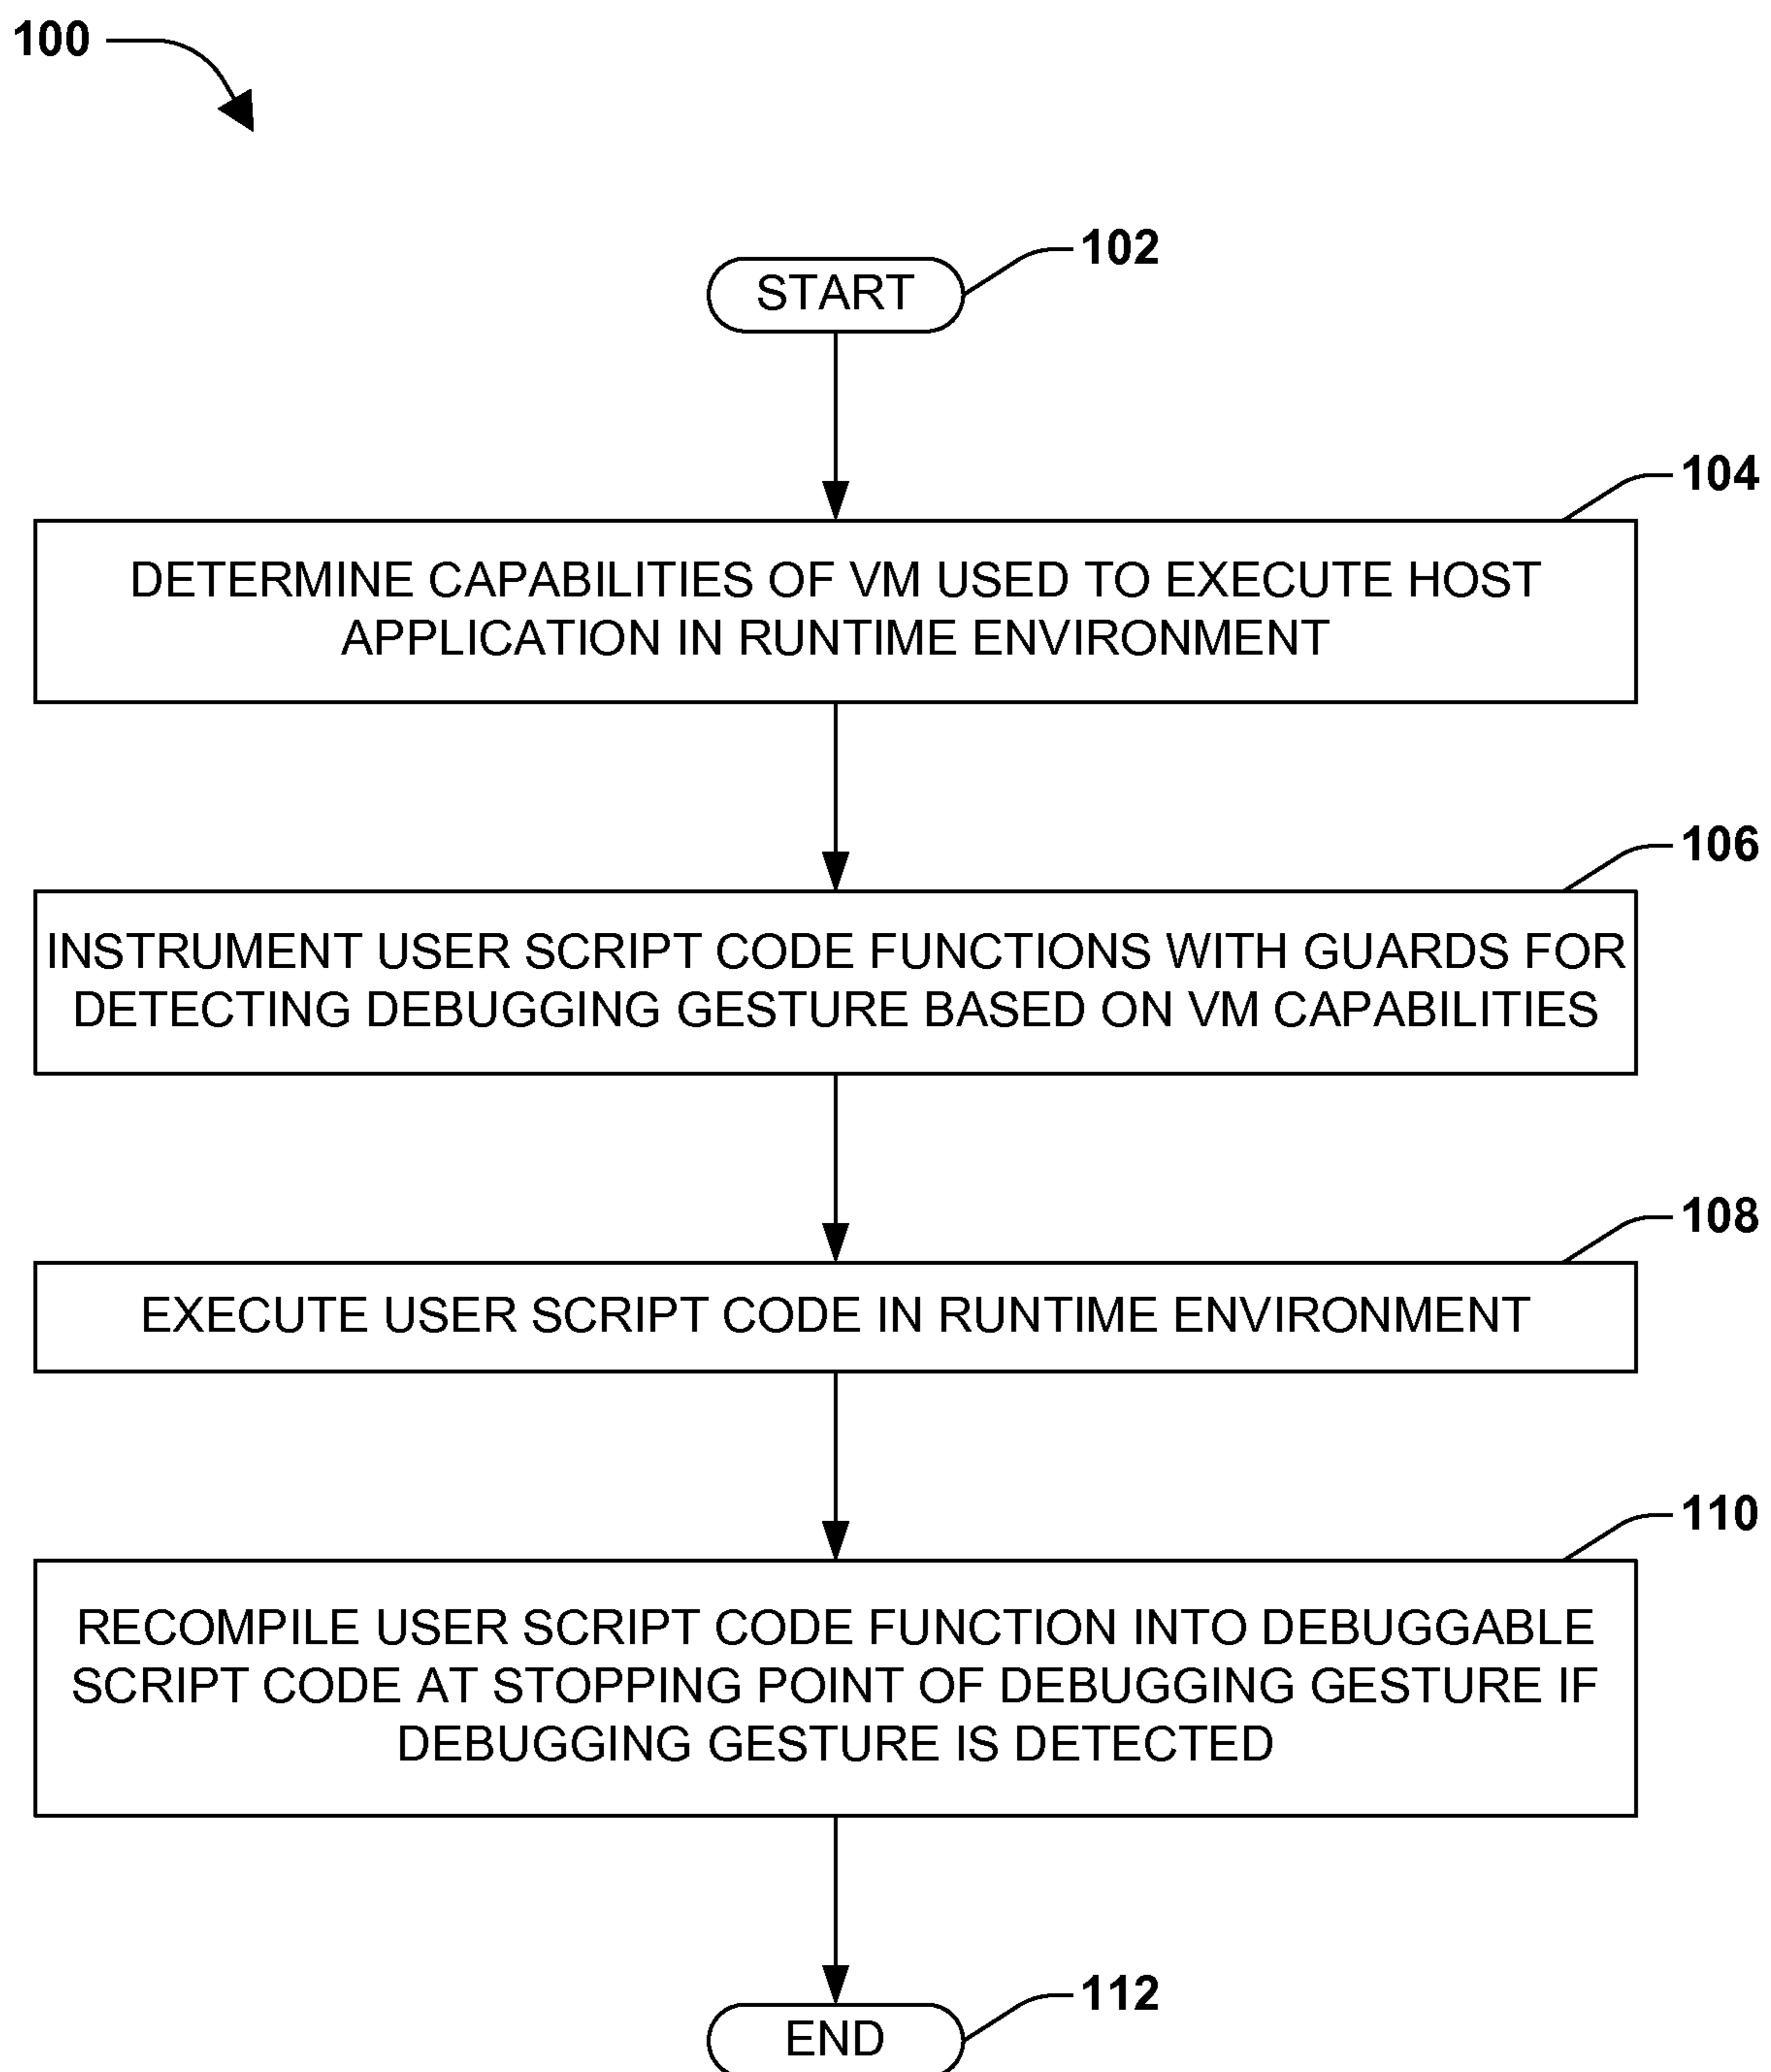 100
102
START
104
DETERMINE CAPABILITIES OF VM USED TO EXECUTE HOST
APPLICATION IN RUNTIME ENVIRONMENT
106
INSTRUMENT USER SCRIPT CODE FUNCTIONS WITH GUARDS FOR
DETECTING DEBUGGING GESTURE BASED ON VM CAPABILITIES
108
EXECUTE USER SCRIPT CODE IN RUNTIME ENVIRONMENT
110
RECOMPILE USER SCRIPT CODE FUNCTION INTO DEBUGGABLE
SCRIPT CODE AT STOPPING POINT OF DEBUGGING GESTURE IF
DEBUGGING GESTURE IS DETECTED
112
END